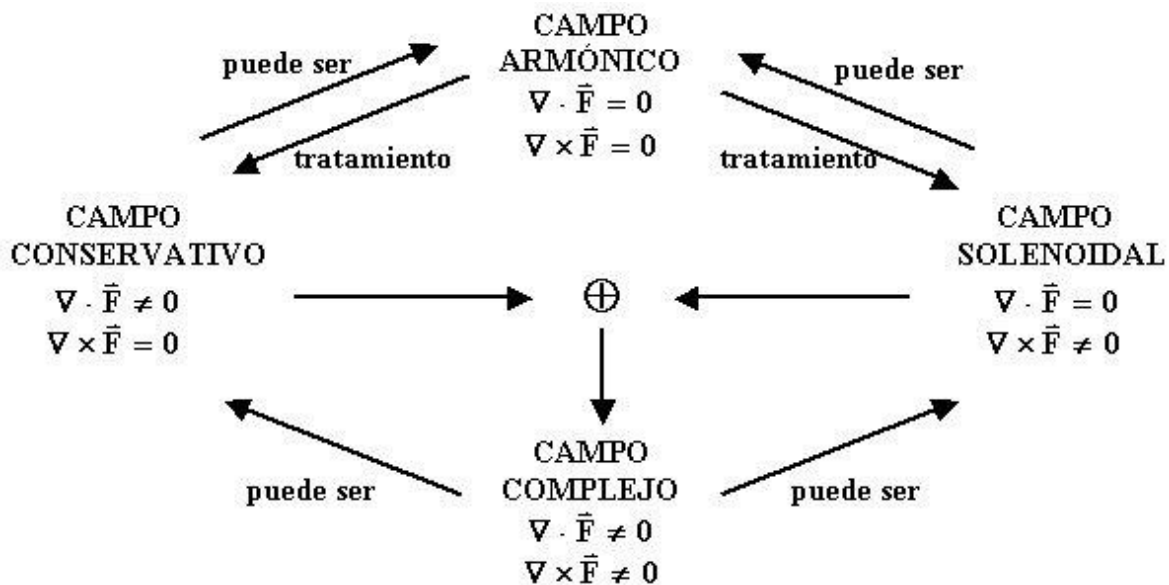 CAMPO
ARMÓNICO
∇ · F⃗ = 0
∇ × F⃗ = 0
puede ser
puede ser
tratamiento
tratamiento
CAMPO
CONSERVATIVO
∇ · F⃗ ≠ 0
∇ × F⃗ = 0
⊕
CAMPO
SOLENOIDAL
∇ · F⃗ = 0
∇ × F⃗ ≠ 0
puede ser
puede ser
CAMPO
COMPLEJO
∇ · F⃗ ≠ 0
∇ × F⃗ ≠ 0